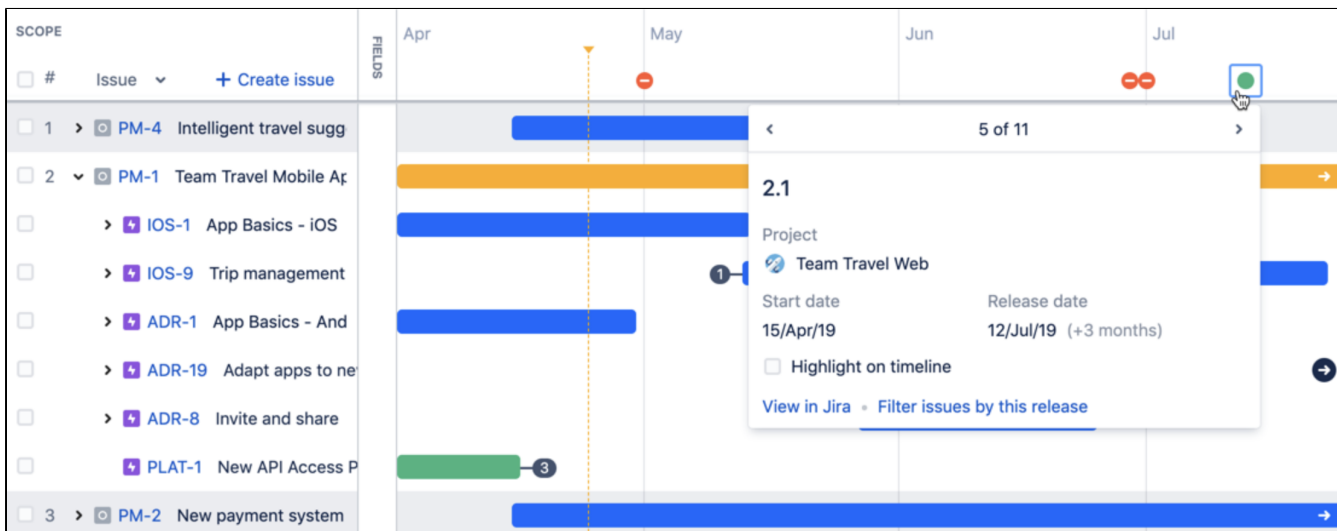 SCOPE
FIELDS
Apr May Jun Jul
# Issue + Create issue
1 PM-4 Intelligent travel sugg
5 of 11
2 PM-1 Team Travel Mobile Ap
2.1
IOS-1 App Basics - iOS
Project
IOS-9 Trip management
1
Team Travel Web
Start date Release date
ADR-1 App Basics - And
15/Apr/19 12/Jul/19 (+3 months)
ADR-19 Adapt apps to ne
Highlight on timeline
View in Jira • Filter issues by this release
ADR-8 Invite and share
PLAT-1 New API Access P
3
3 PM-2 New payment system